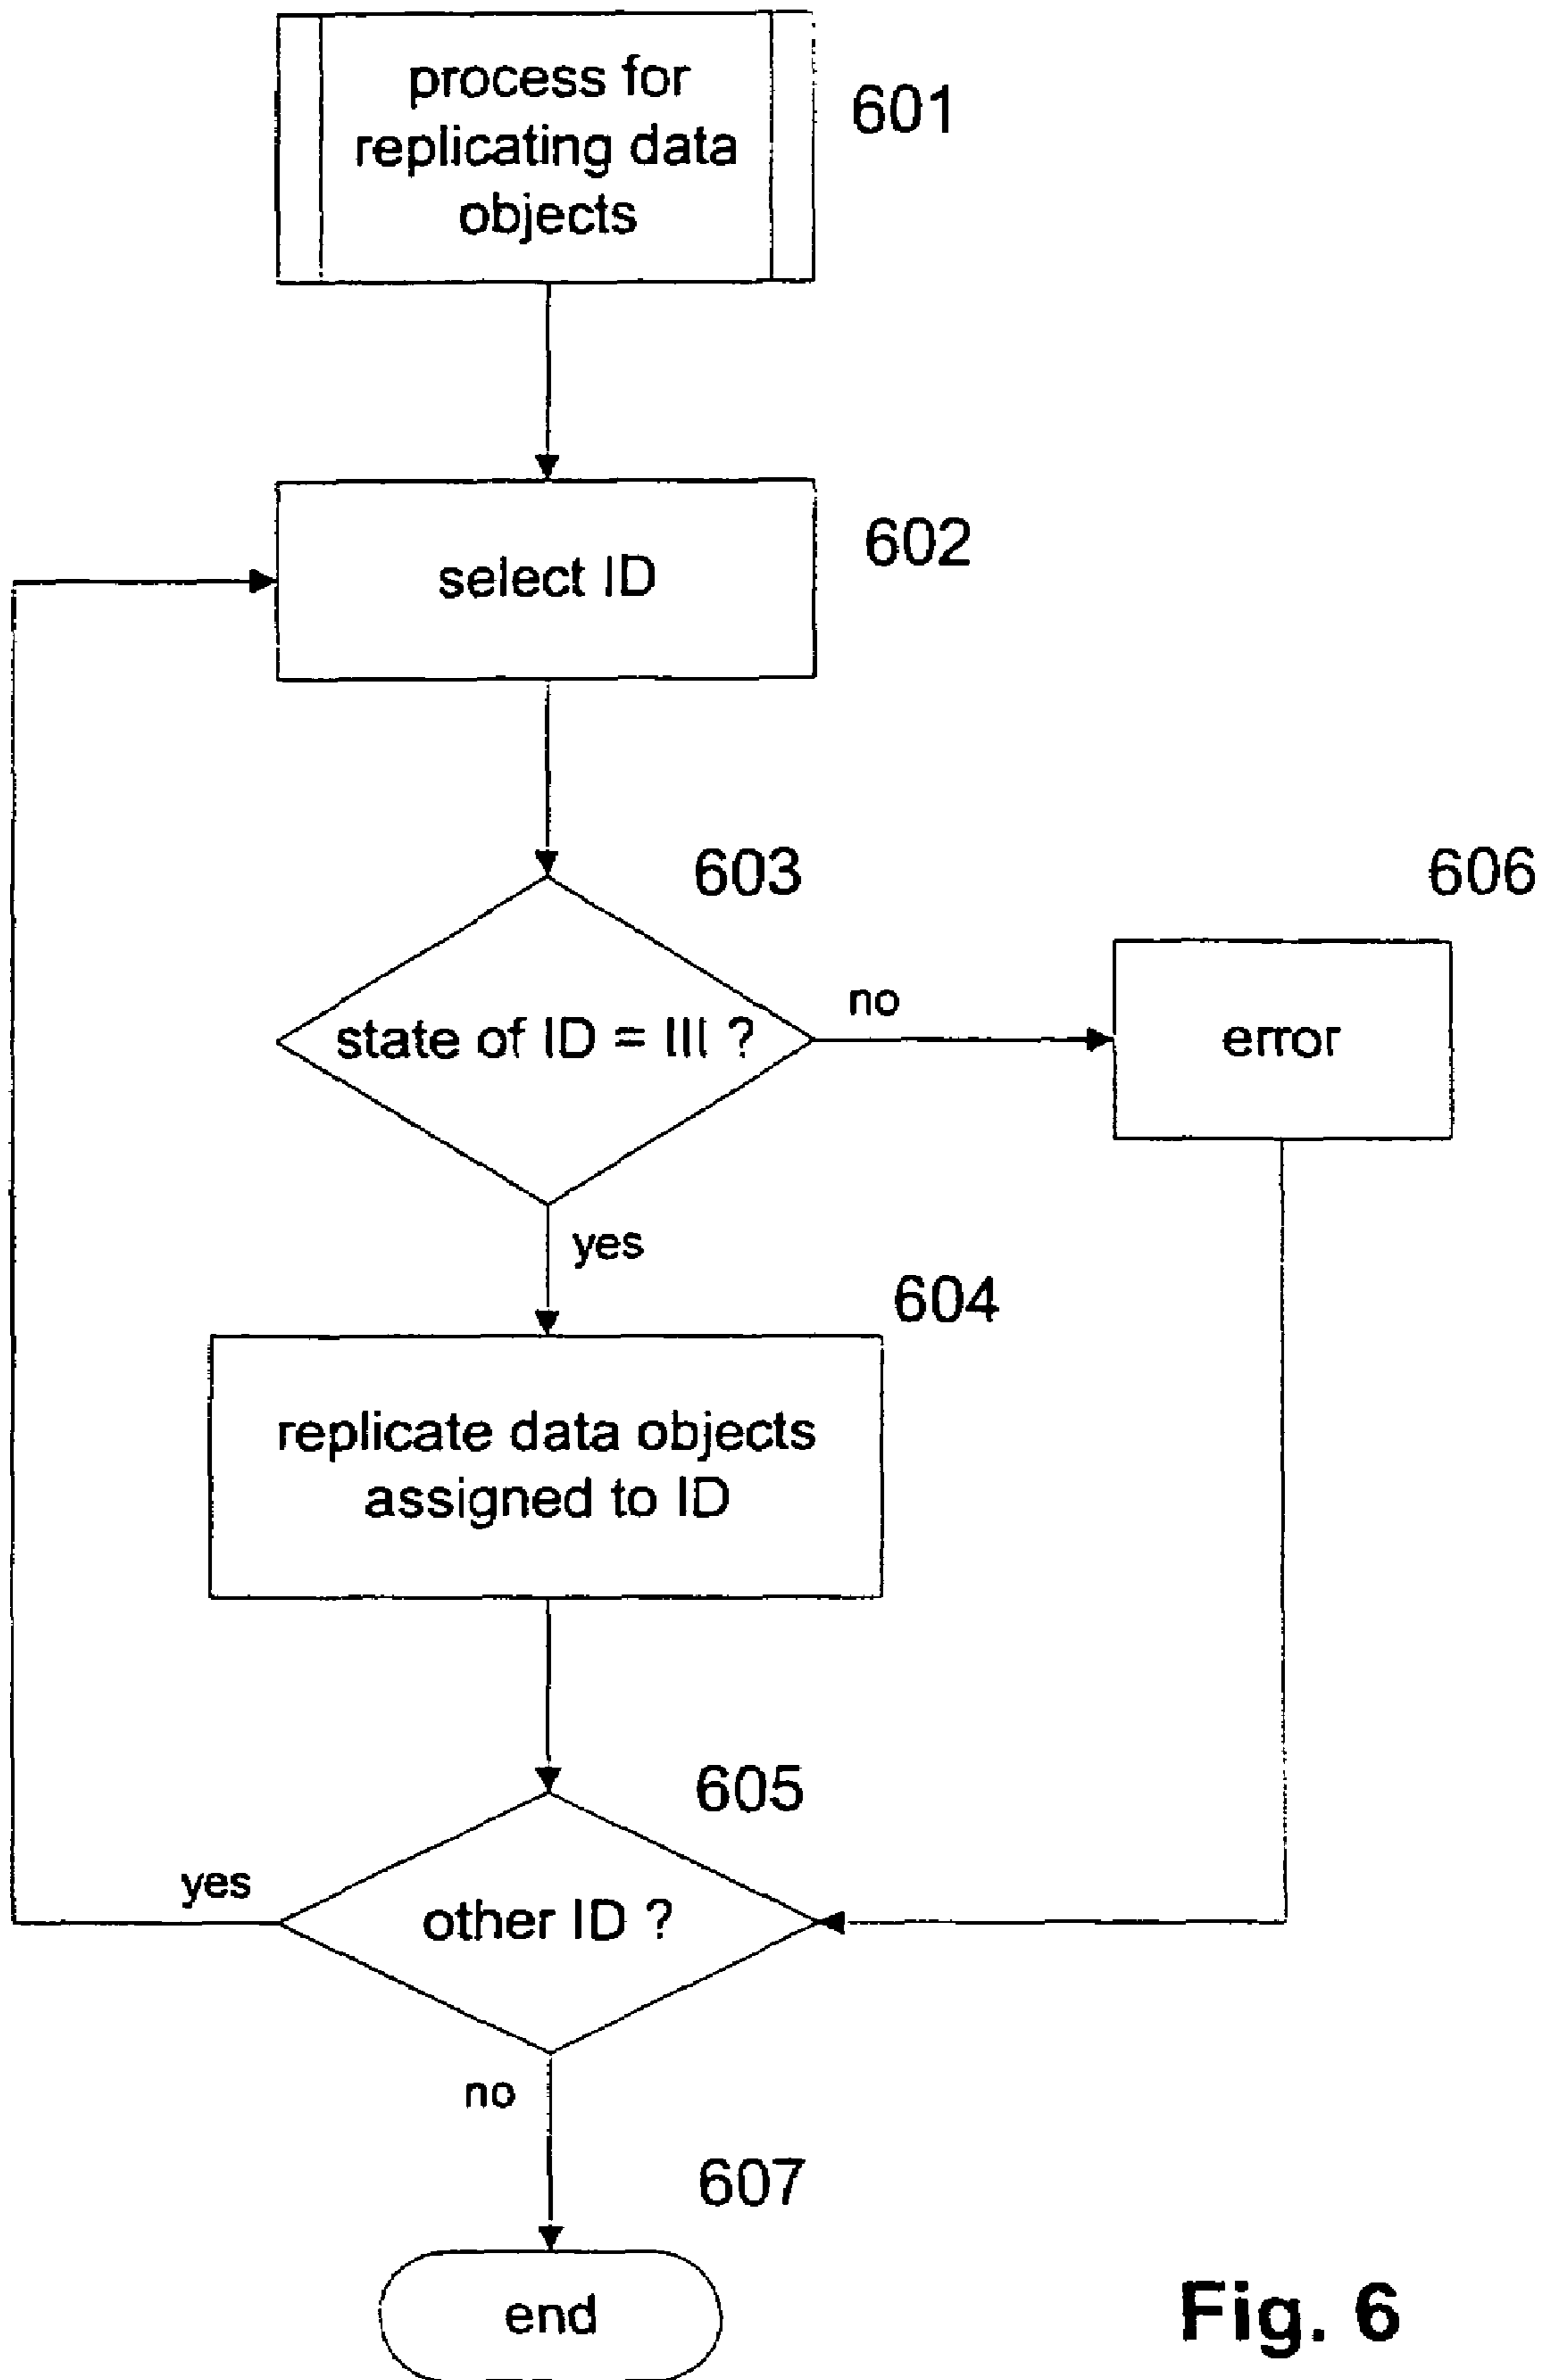 process for
replicating data
objects
601
select ID
602
603
state of ID = III ?
no
606
error
yes
604
replicate data objects
assigned to ID
605
yes
other ID ?
no
607
end
Fig. 6